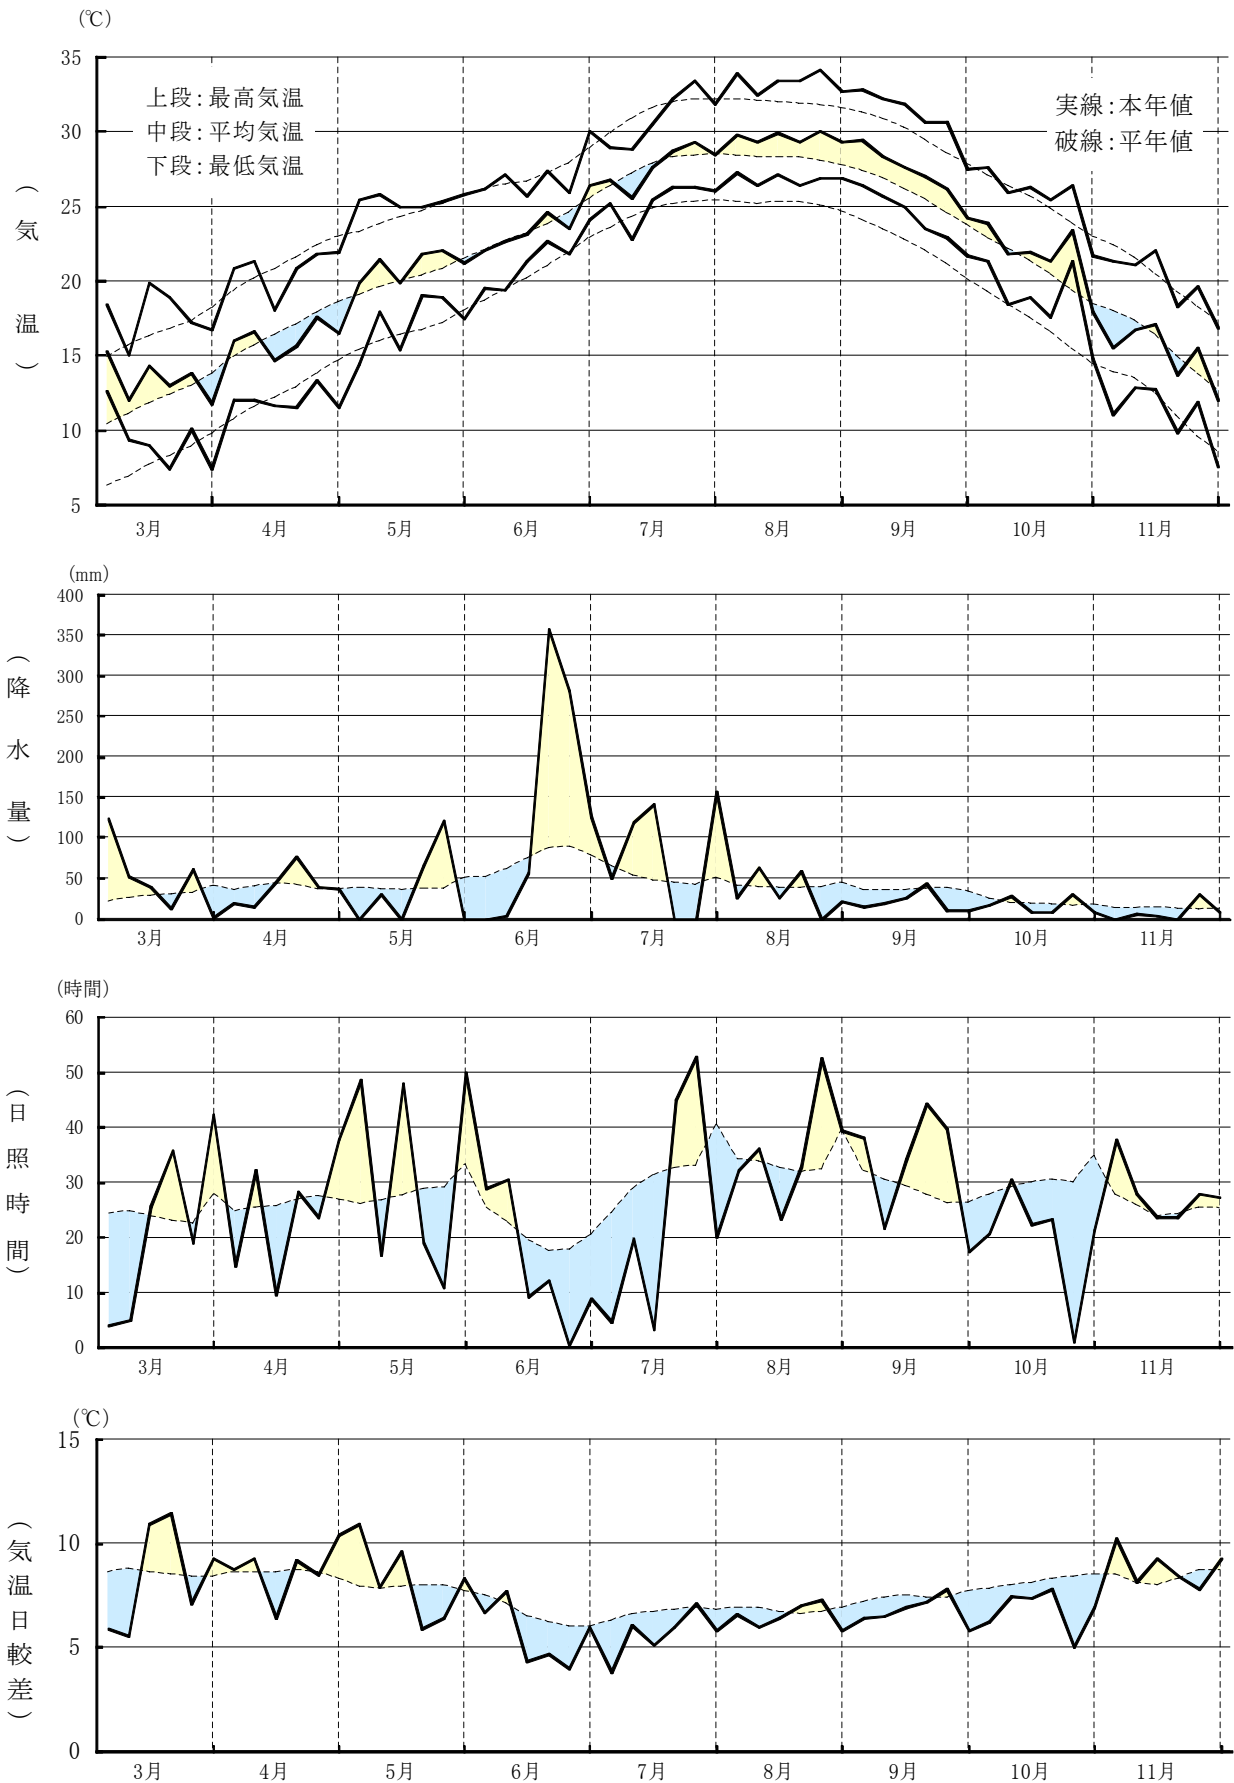 (℃)
35
30
25
20
15
10
5
(気温)
上段:最高気温
中段:平均気温
下段:最低気温
実線:本年値
破線:平年値
3月 4月 5月 6月 7月 8月 9月 10月 11月
(mm)
400
350
300
250
200
150
100
50
0
(降水量)
3月 4月 5月 6月 7月 8月 9月 10月 11月
(時間)
60
50
40
30
20
10
0
(日照時間)
3月 4月 5月 6月 7月 8月 9月 10月 11月
(℃)
15
10
5
0
(気温日較差)
3月 4月 5月 6月 7月 8月 9月 10月 11月